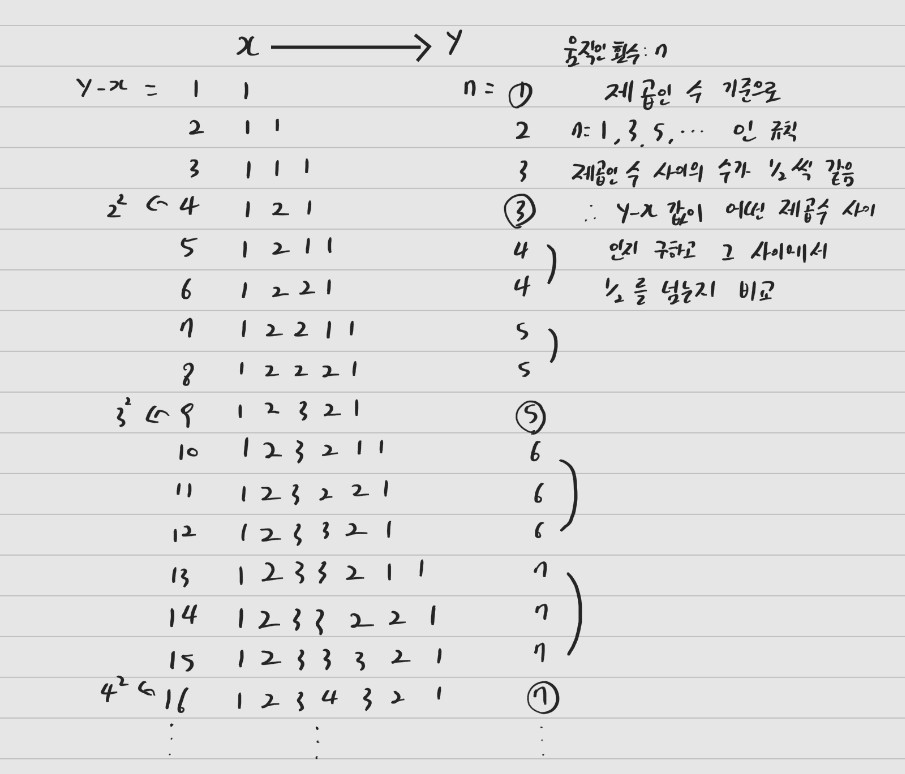 x → y 움직인 횟수: n
y-x = 1 1 n = ① 제곱인 수 기준으로
2 1 1 2 n=1, 3, 5, ··· 인 규칙
3 1 1 1 3 제곱인 수 사이의 수가 1/2 씩 같음
2² ← 4 1 2 1 ③ ∴ y-x 값이 어떤 제곱수 사이
5 1 2 1 1 4 인지 구하고 그 사이에서
6 1 2 2 1 4 1/2 를 넘는지 비교
7 1 2 2 1 1 5
8 1 2 2 2 1 5
3² ← 9 1 2 3 2 1 ⑤
10 1 2 3 2 1 1 6
11 1 2 3 2 2 1 6
12 1 2 3 3 2 1 6
13 1 2 3 3 2 1 1 7
14 1 2 3 3 2 2 1 7
15 1 2 3 3 3 2 1 7
4² ← 16 1 2 3 4 3 2 1 ⑦
⋮ ⋮ ⋮